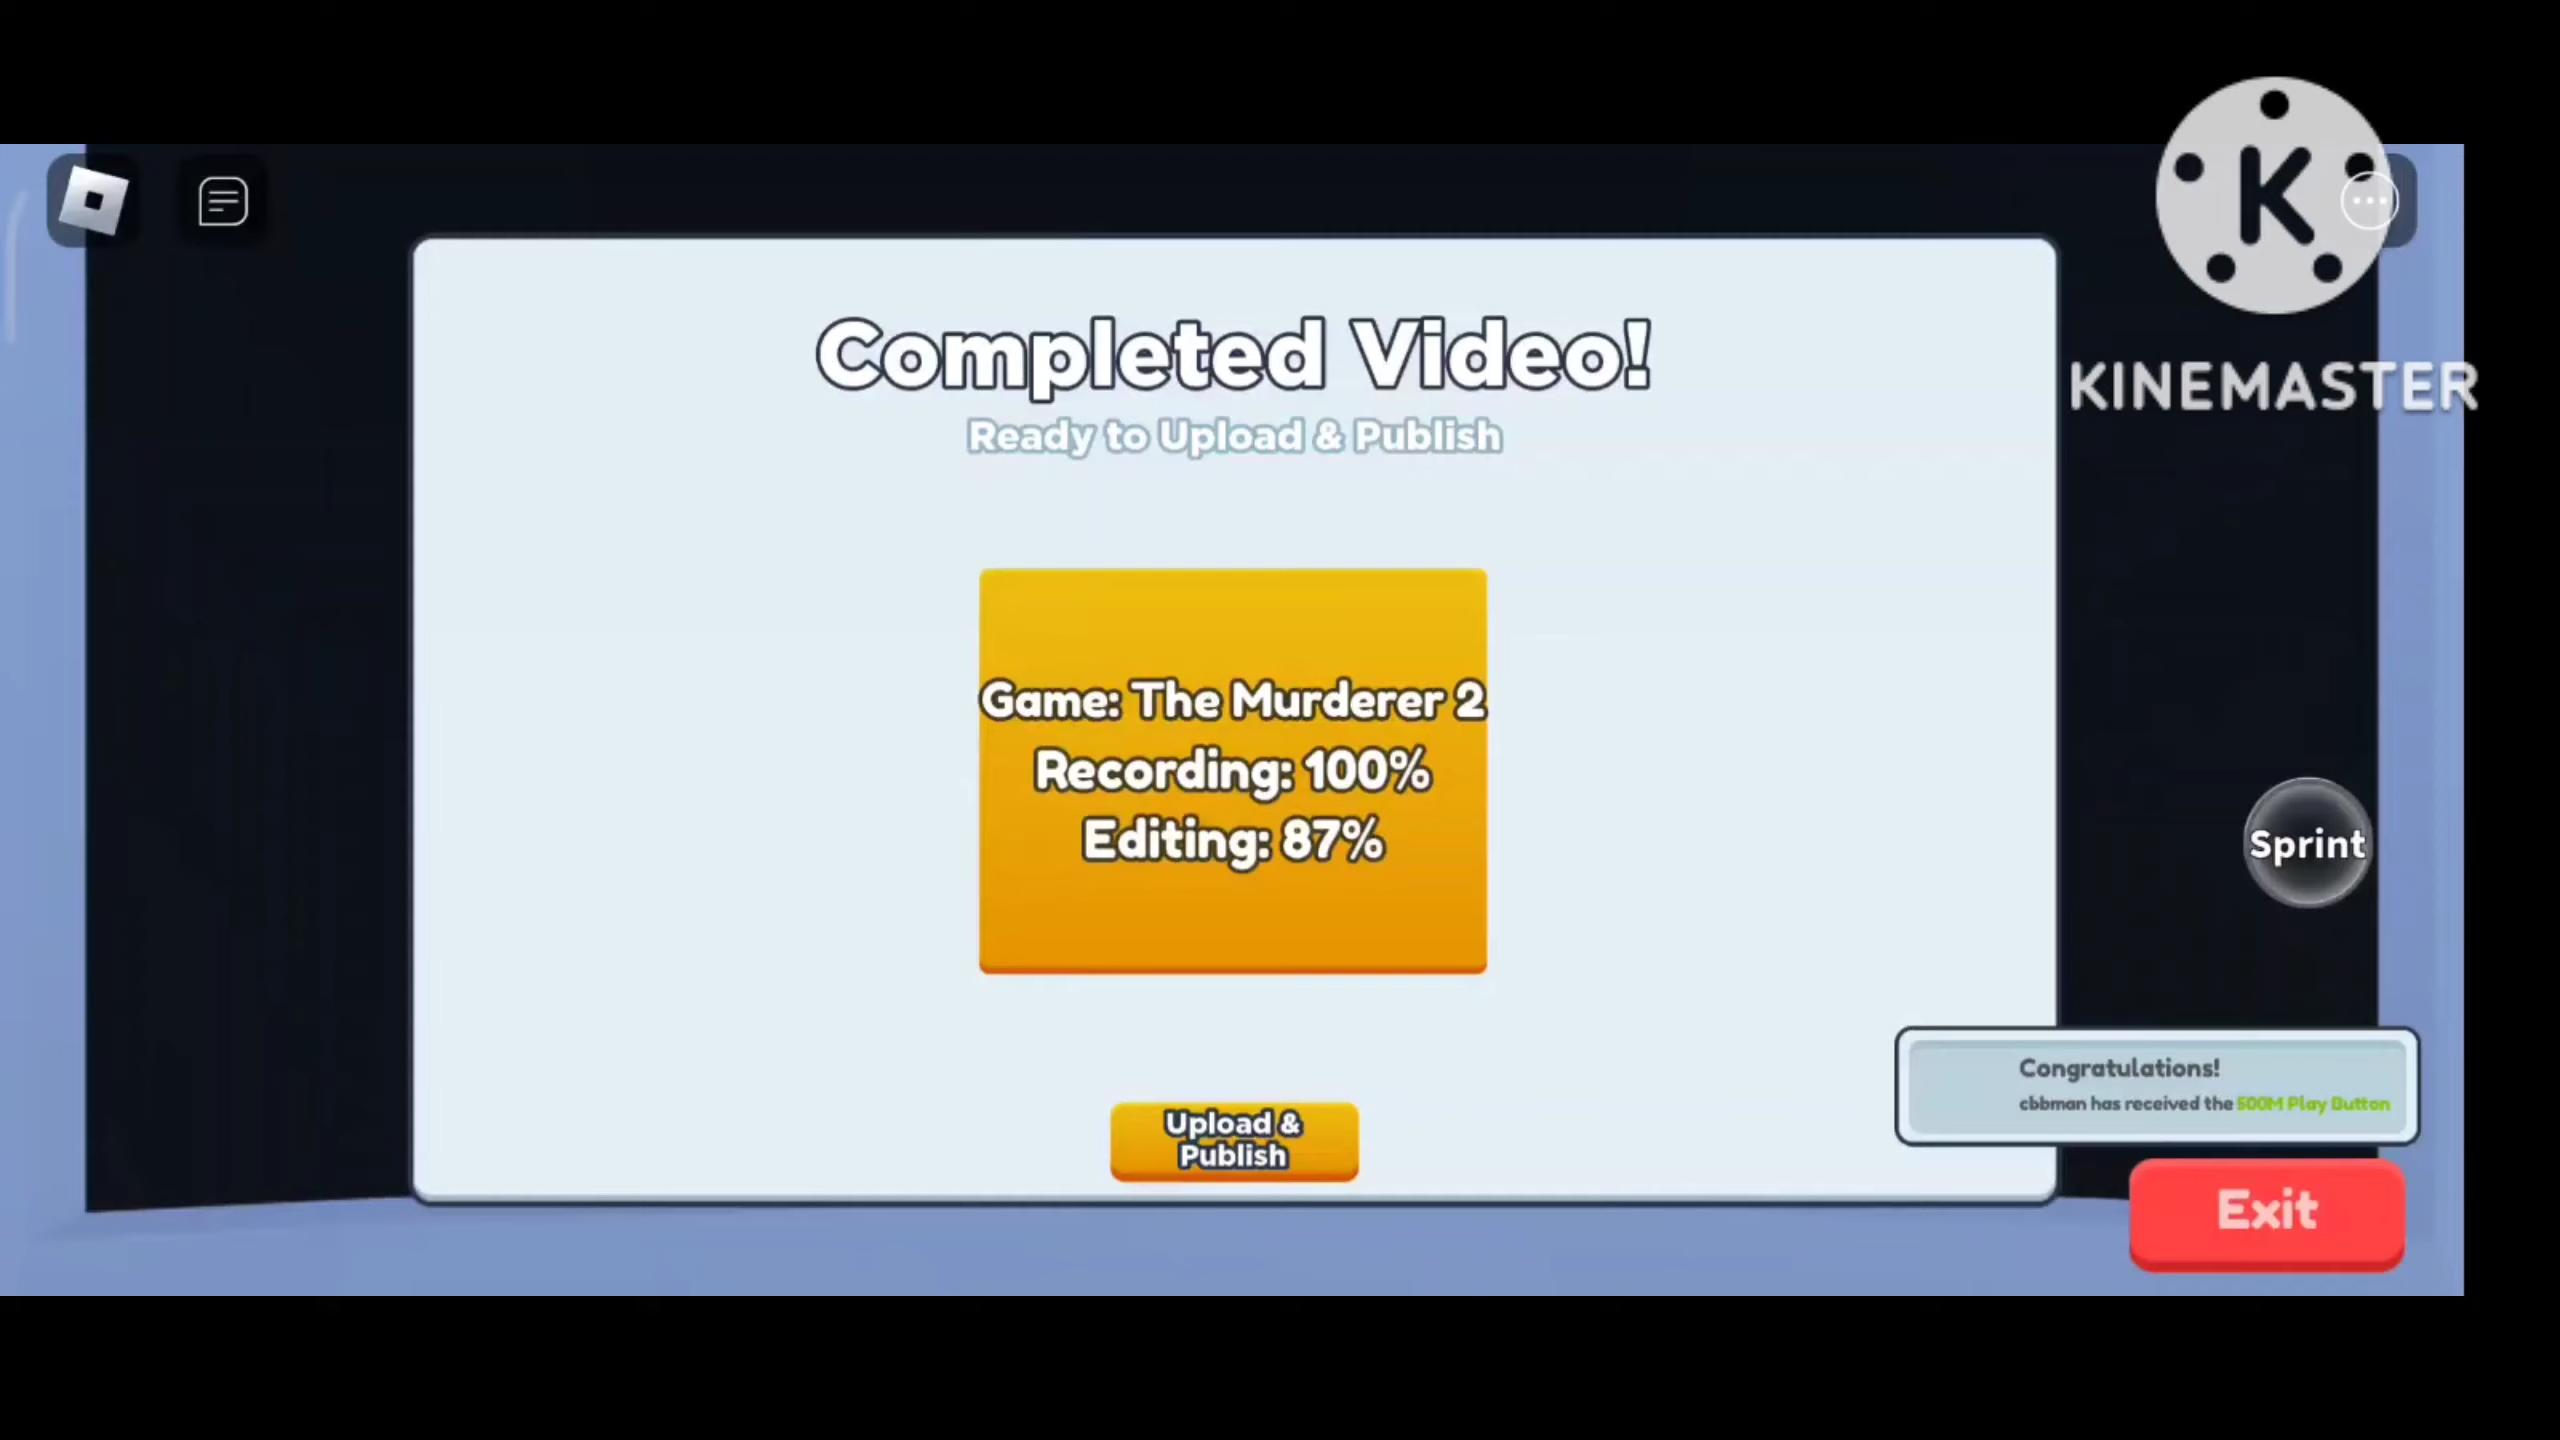 K
KINEMASTER
Completed Video!
Ready to Upload & Publish
Game: The Murderer 2
Recording: 100%
Editing: 87%
Sprint
Congratulations!
cbbman has received the 500M Play Button
Upload &
Publish
Exit